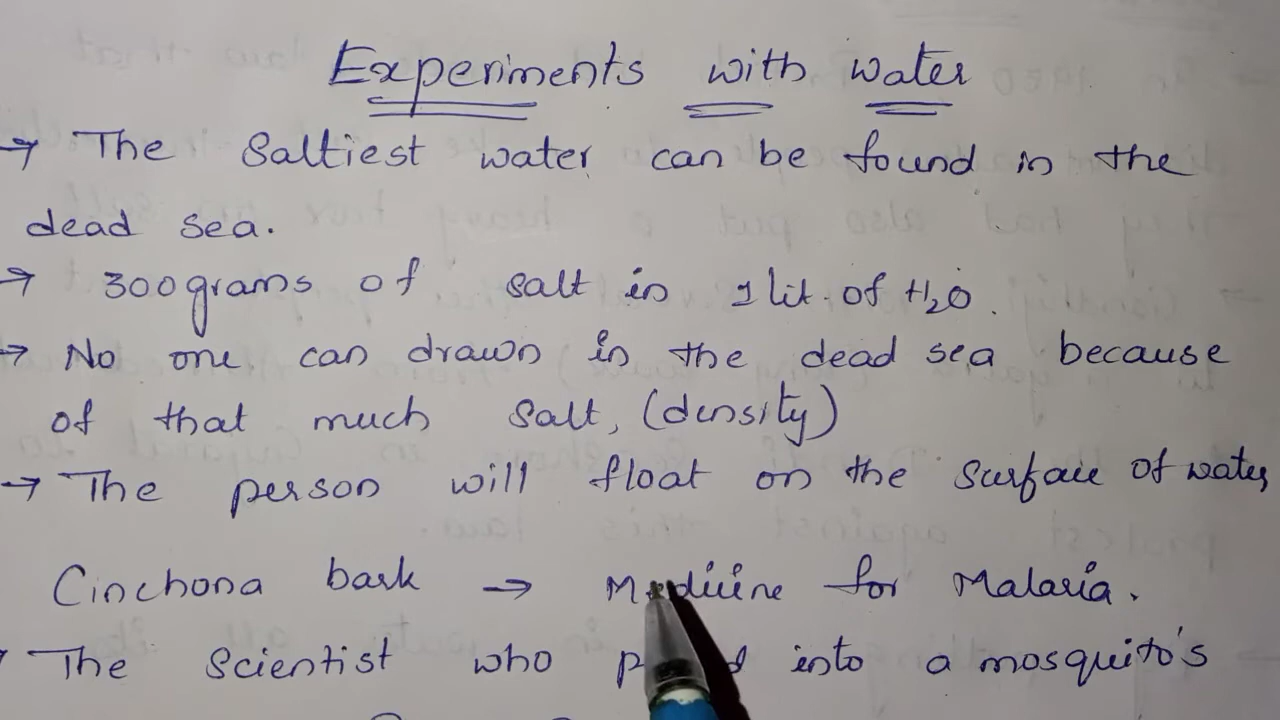 Experiments with water
→ The Saltiest water can be found in the
dead sea.
→ 300grams of salt in 1 lit. of H₂O.
→ No one can drawn in the dead sea because
of that much salt, (density)
→ The person will float on the surface of water,
Cinchona bark → Medicine for Malaria.
The Scientist who into a mosquito's